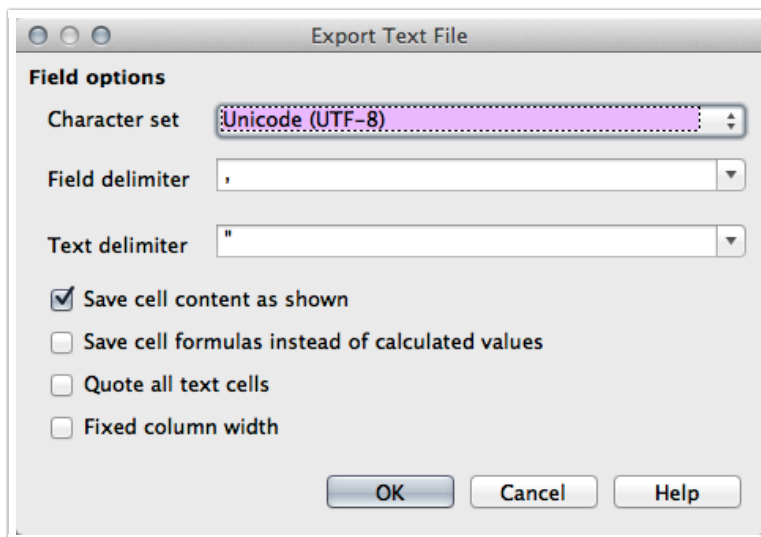 Export Text File
Field options
Character set Unicode (UTF-8)
Field delimiter ,
Text delimiter "
Save cell content as shown
Save cell formulas instead of calculated values
Quote all text cells
Fixed column width
OK Cancel Help